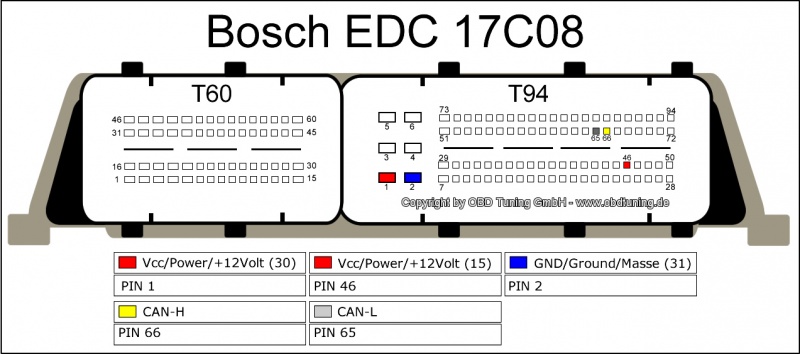 Bosch EDC 17C08
T60
T94
46 60
31 45
16 30
1 15
5 6
3 4
1 2
73 94
51 65 66 72
29 46 50
7 28
Copyright by OBD Tuning GmbH - www.obdtuning.de
Vcc/Power/+12Volt (30)
PIN 1
Vcc/Power/+12Volt (15)
PIN 46
GND/Ground/Masse (31)
PIN 2
CAN-H
PIN 66
CAN-L
PIN 65